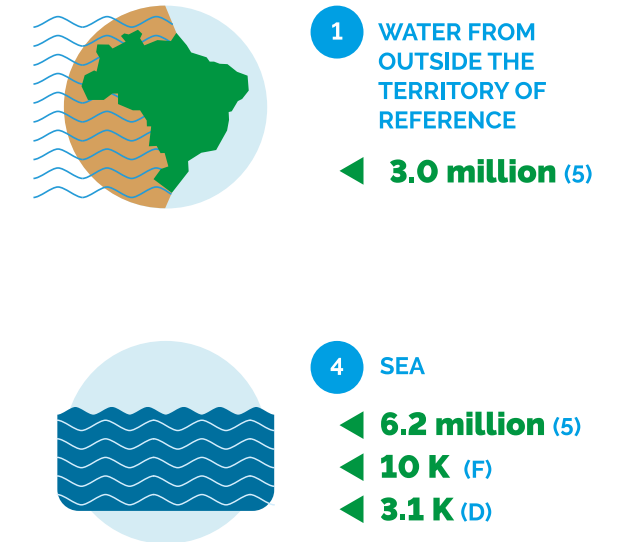 1
WATER FROM
OUTSIDE THE
TERRITORY OF
REFERENCE
3.0 million (5)
4
SEA
6.2 million (5)
10 K (F)
3.1 K (D)